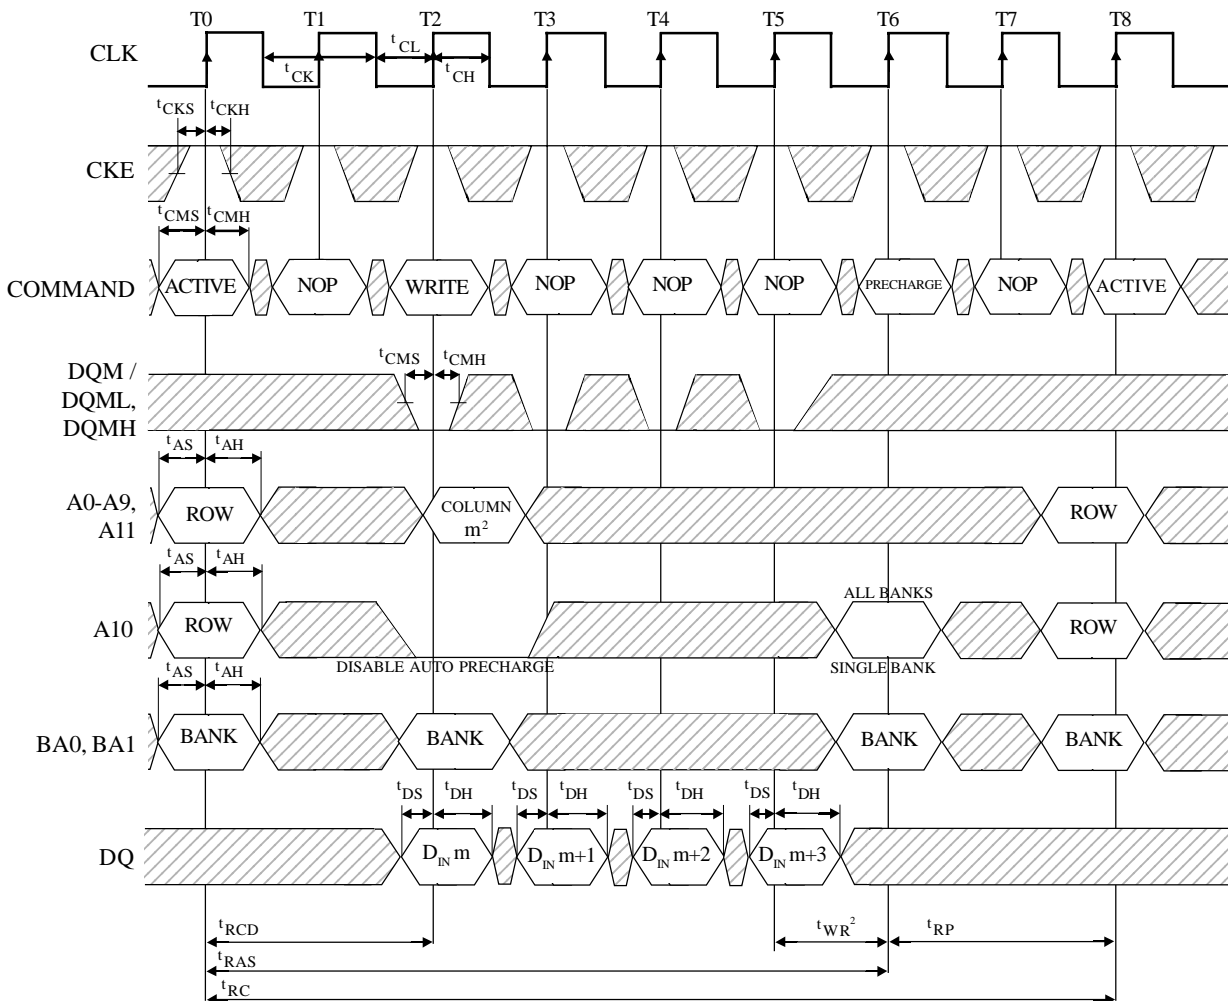 T0 T1 T2 T3 T4 T5 T6 T7 T8
CLK
tCK tCL tCH
tCKS tCKH
CKE
tCMS tCMH
COMMAND ACTIVE NOP WRITE NOP NOP NOP PRECHARGE NOP ACTIVE
tCMS tCMH
DQM /
DQML,
DQMH
tAS tAH
A0-A9,
A11
ROW COLUMN ROW
m²
tAS tAH
ALL BANKS
A10 ROW ROW
DISABLE AUTO PRECHARGE SINGLE BANK
tAS tAH
BA0, BA1 BANK BANK BANK BANK
tDS tDH tDS tDH tDS tDH tDS tDH
DQ DIN m DIN m+1 DIN m+2 DIN m+3
tRCD tWR² tRP
tRAS
tRC